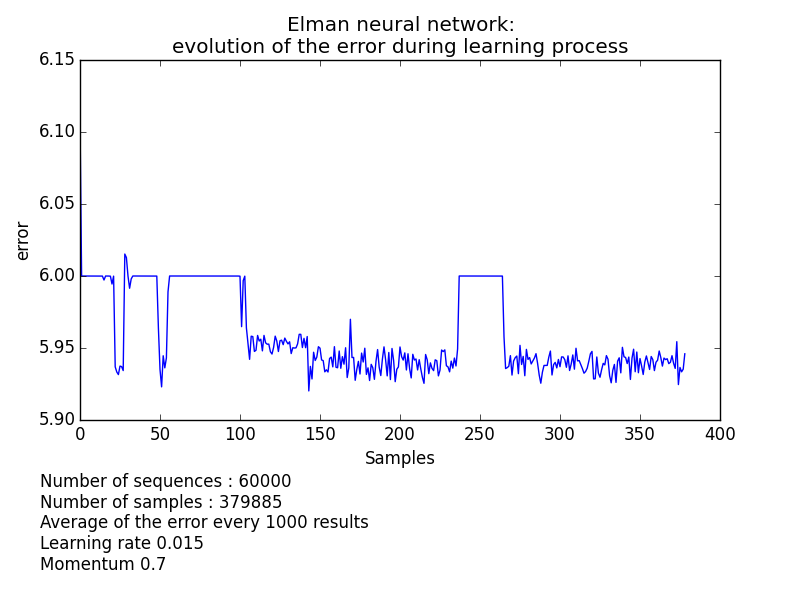 Elman neural network:
evolution of the error during learning process
6.15
6.10
6.05
6.00
5.95
5.90
error
0 50 100 150 200 250 300 350 400
Samples
Number of sequences : 60000
Number of samples : 379885
Average of the error every 1000 results
Learning rate 0.015
Momentum 0.7